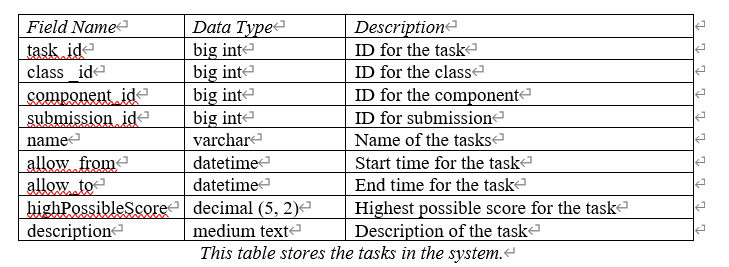 Field Name Data Type Description
task_id big int ID for the task
class _id big int ID for the class
component_id big int ID for the component
submission_id big int ID for submission
name varchar Name of the tasks
allow_from datetime Start time for the task
allow_to datetime End time for the task
highPossibleScore decimal (5, 2) Highest possible score for the task
description medium text Description of the task
This table stores the tasks in the system.